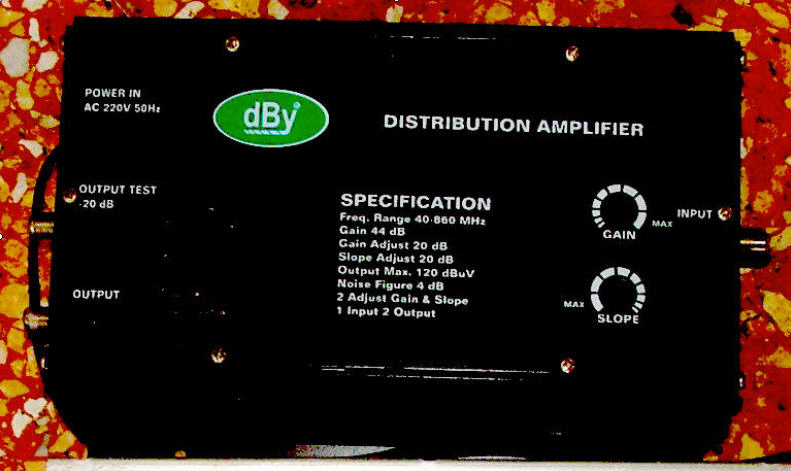 POWER IN
AC 220V 50Hz
dBy
DISTRIBUTION AMPLIFIER
OUTPUT TEST
-20 dB
SPECIFICATION
Freq. Range 40-860 MHz
Gain 44 dB
Gain Adjust 20 dB
Slope Adjust 20 dB
Output Max. 120 dBuV
Noise Figure 4 dB
2 Adjust Gain & Slope
1 Input 2 Output
MAX
INPUT
GAIN
OUTPUT
MAX
SLOPE